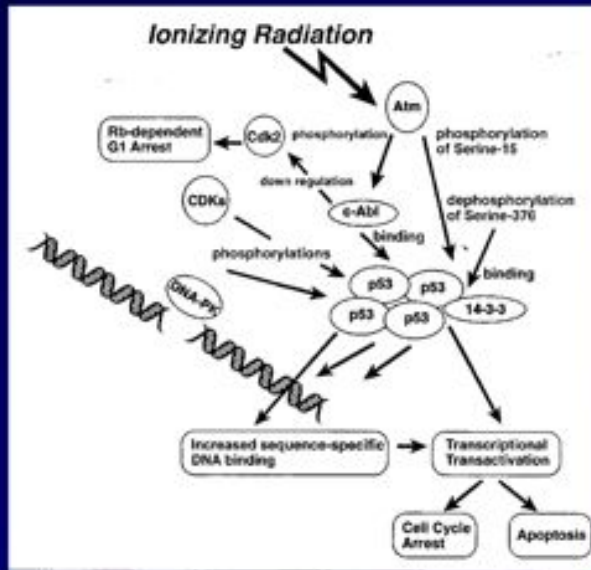 Ionizing Radiation
Atm
Rb-dependent
G1 Arrest
Cdk2
phosphorylation
phosphorylation
of Serine-15
down regulation
c-Abl
CDKs
dephosphorylation
of Serine-376
binding
phosphorylations
binding
p53
p53
p53
p53
14-3-3
DNA-PK
Increased sequence-specific
DNA binding
Transcriptional
Transactivation
Cell Cycle
Arrest
Apoptosis